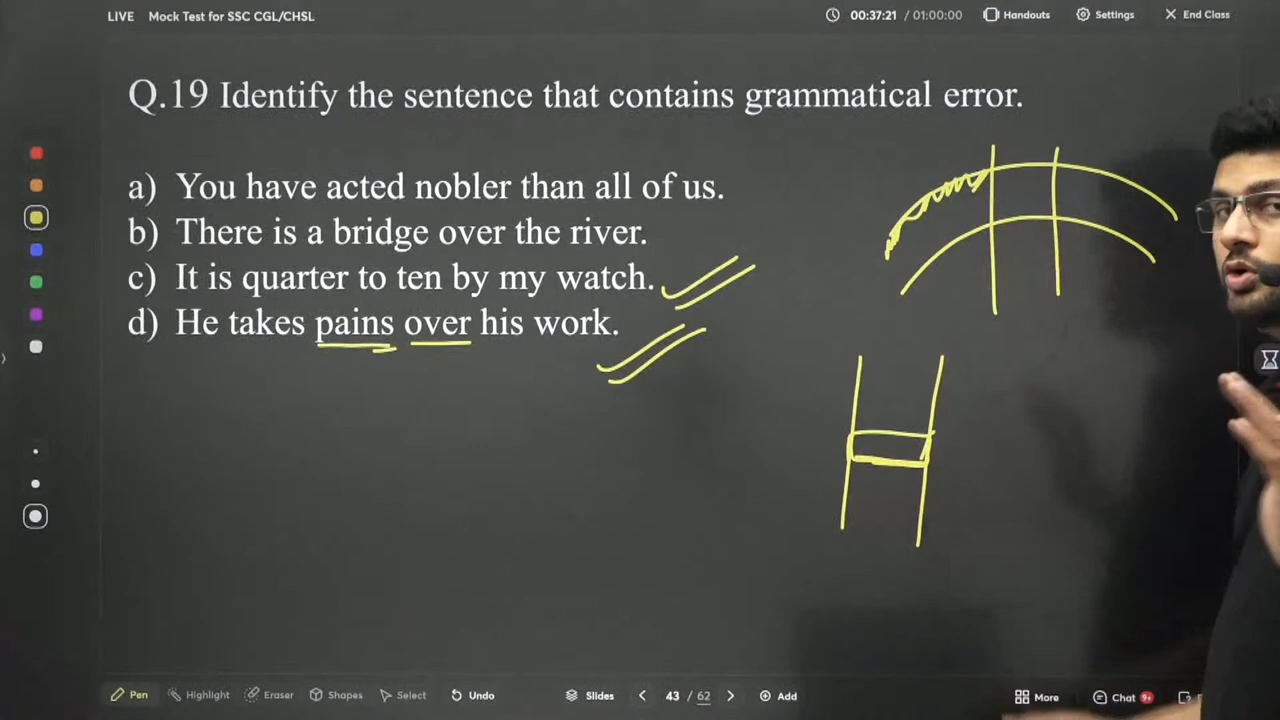 LIVE Mock Test for SSC CGL/CHSL 00:37:21 / 01:00:00 Handouts Settings End Class
Q.19 Identify the sentence that contains grammatical error.
a) You have acted nobler than all of us.
b) There is a bridge over the river.
c) It is quarter to ten by my watch.
d) He takes pains over his work.
Pen Highlight Eraser Shapes Select Undo Slides 43 / 62 Add More Chat 9+